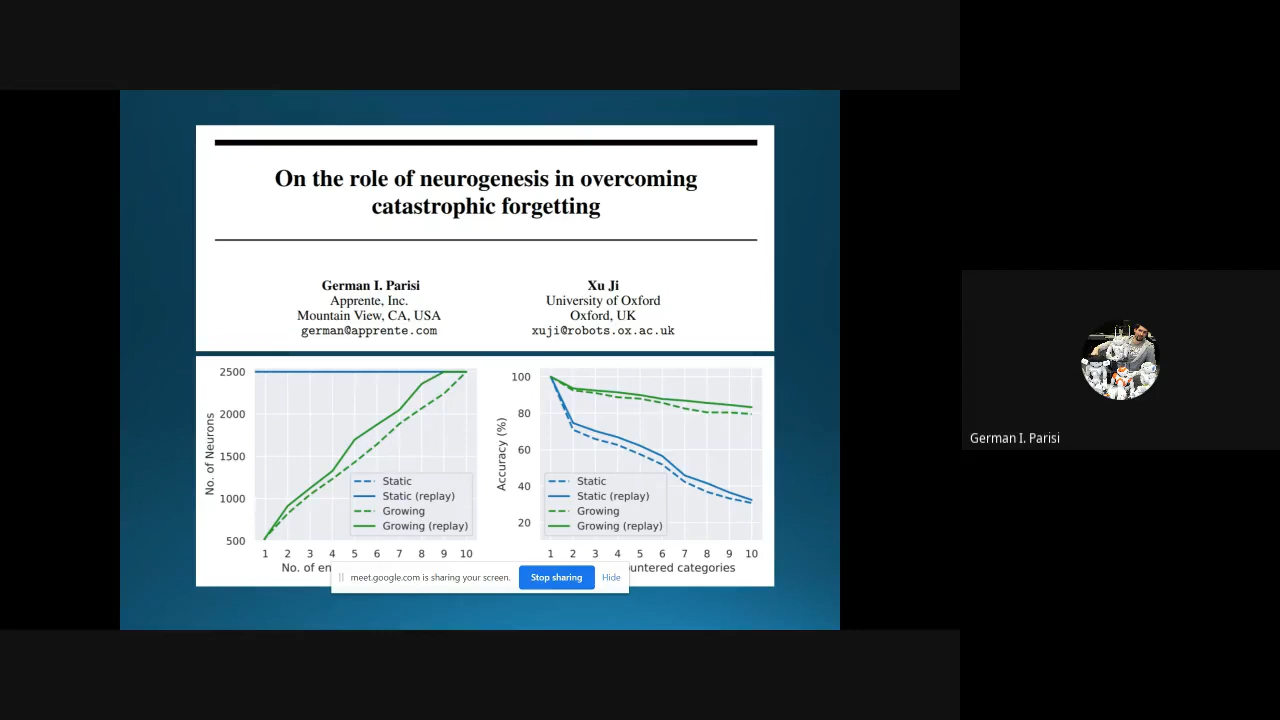 On the role of neurogenesis in overcoming
catastrophic forgetting
German I. Parisi
Apprente, Inc.
Mountain View, CA, USA
german@apprente.com
Xu Ji
University of Oxford
Oxford, UK
xuji@robots.ox.ac.uk
No. of Neurons
2500
2000
1500
1000
500
Static
Static (replay)
Growing
Growing (replay)
1 2 3 4 5 6 7 8 9 10
No. of
Accuracy (%)
100
80
60
40
20
Static
Static (replay)
Growing
Growing (replay)
1 2 3 4 5 6 7 8 9 10
categories
meet.google.com is sharing your screen.
Stop sharing
Hide
German I. Parisi